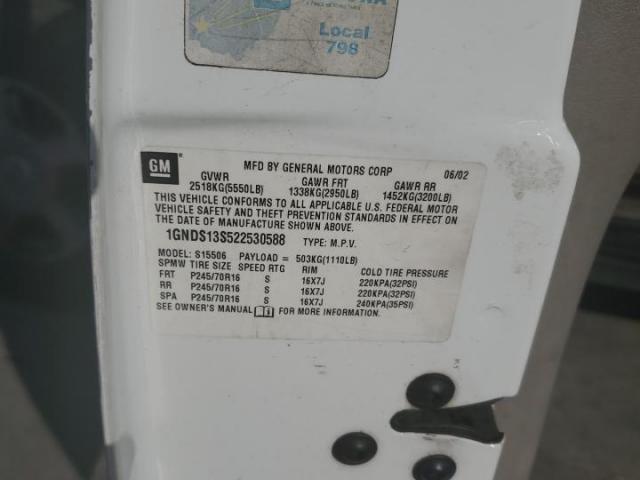 Local
798
GM
MFD BY GENERAL MOTORS CORP 06/02
GVWR GAWR FRT GAWR RR
2518KG(5550LB) 1338KG(2950LB) 1452KG(3200LB)
THIS VEHICLE CONFORMS TO ALL APPLICABLE U.S. FEDERAL MOTOR
VEHICLE SAFETY AND THEFT PREVENTION STANDARDS IN EFFECT ON
THE DATE OF MANUFACTURE SHOWN ABOVE.
1GNDS13S522530588 TYPE: M.P.V.
MODEL: S15506 PAYLOAD = 503KG(1110LB)
SPMW TIRE SIZE SPEED RTG RIM COLD TIRE PRESSURE
FRT P245/70R16 S 16X7J 220KPA(32PSI)
RR P245/70R16 S 16X7J 220KPA(32PSI)
SPA P245/70R16 S 16X7J 240KPA(35PSI)
SEE OWNER'S MANUAL FOR MORE INFORMATION.